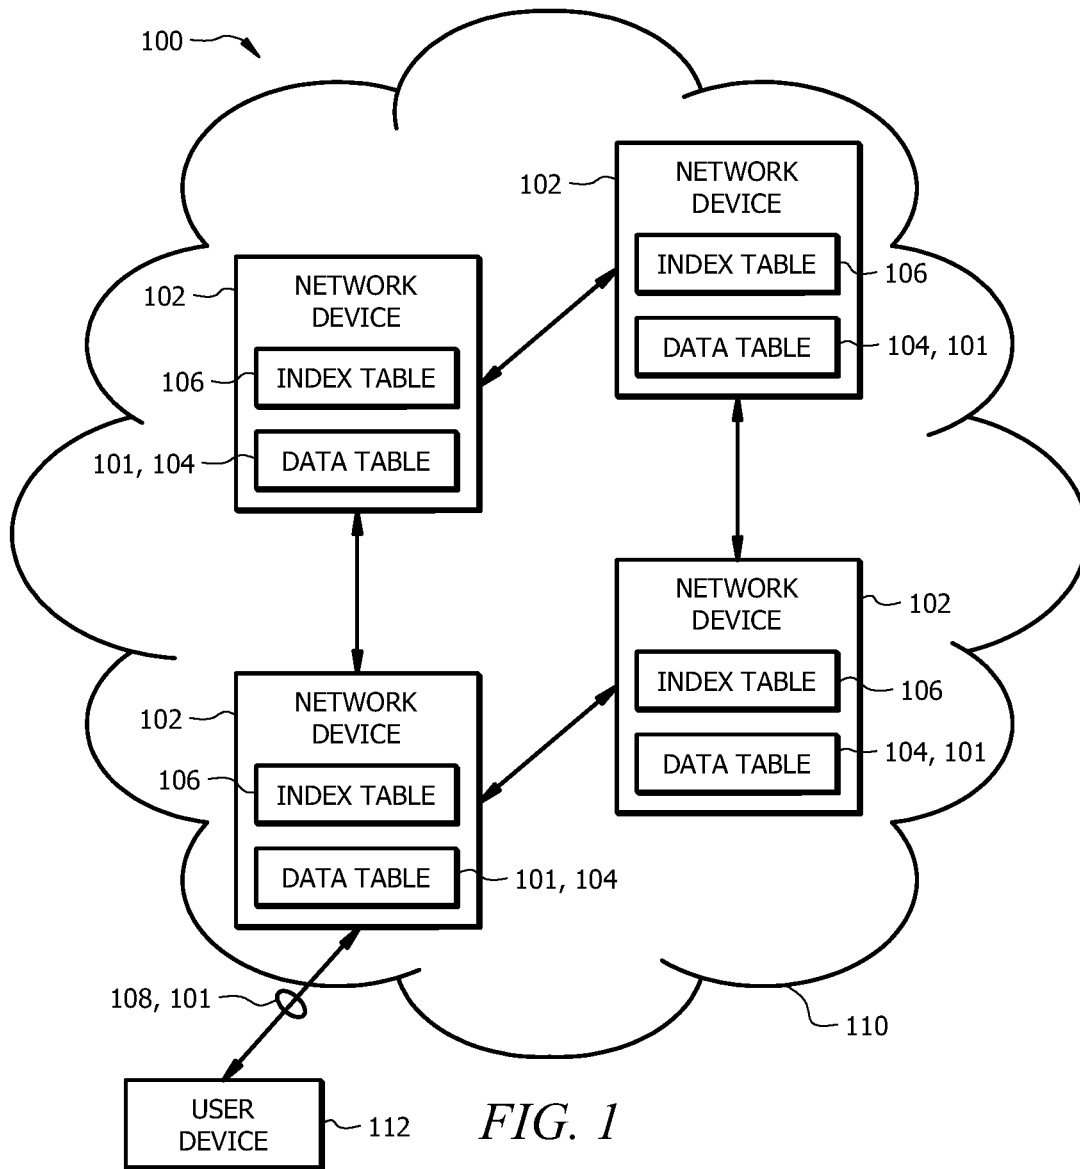 100
102
NETWORK
DEVICE
INDEX TABLE
106
DATA TABLE
104, 101
102
NETWORK
DEVICE
106
INDEX TABLE
101, 104
DATA TABLE
NETWORK
DEVICE
102
INDEX TABLE
106
DATA TABLE
104, 101
102
NETWORK
DEVICE
106
INDEX TABLE
DATA TABLE
101, 104
108, 101
110
USER
DEVICE
112
FIG. 1